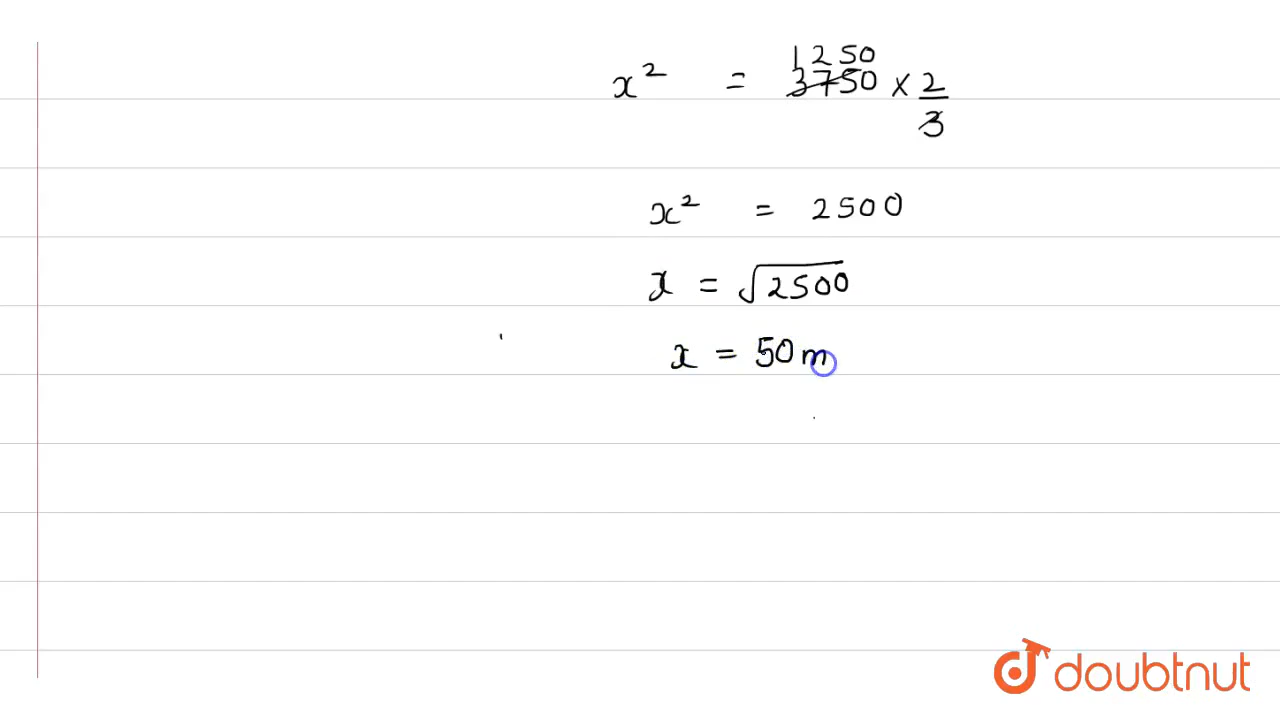 1250
x² = 3750 × 2/3
x² = 2500
x = √2500
x = 50m
doubtnut